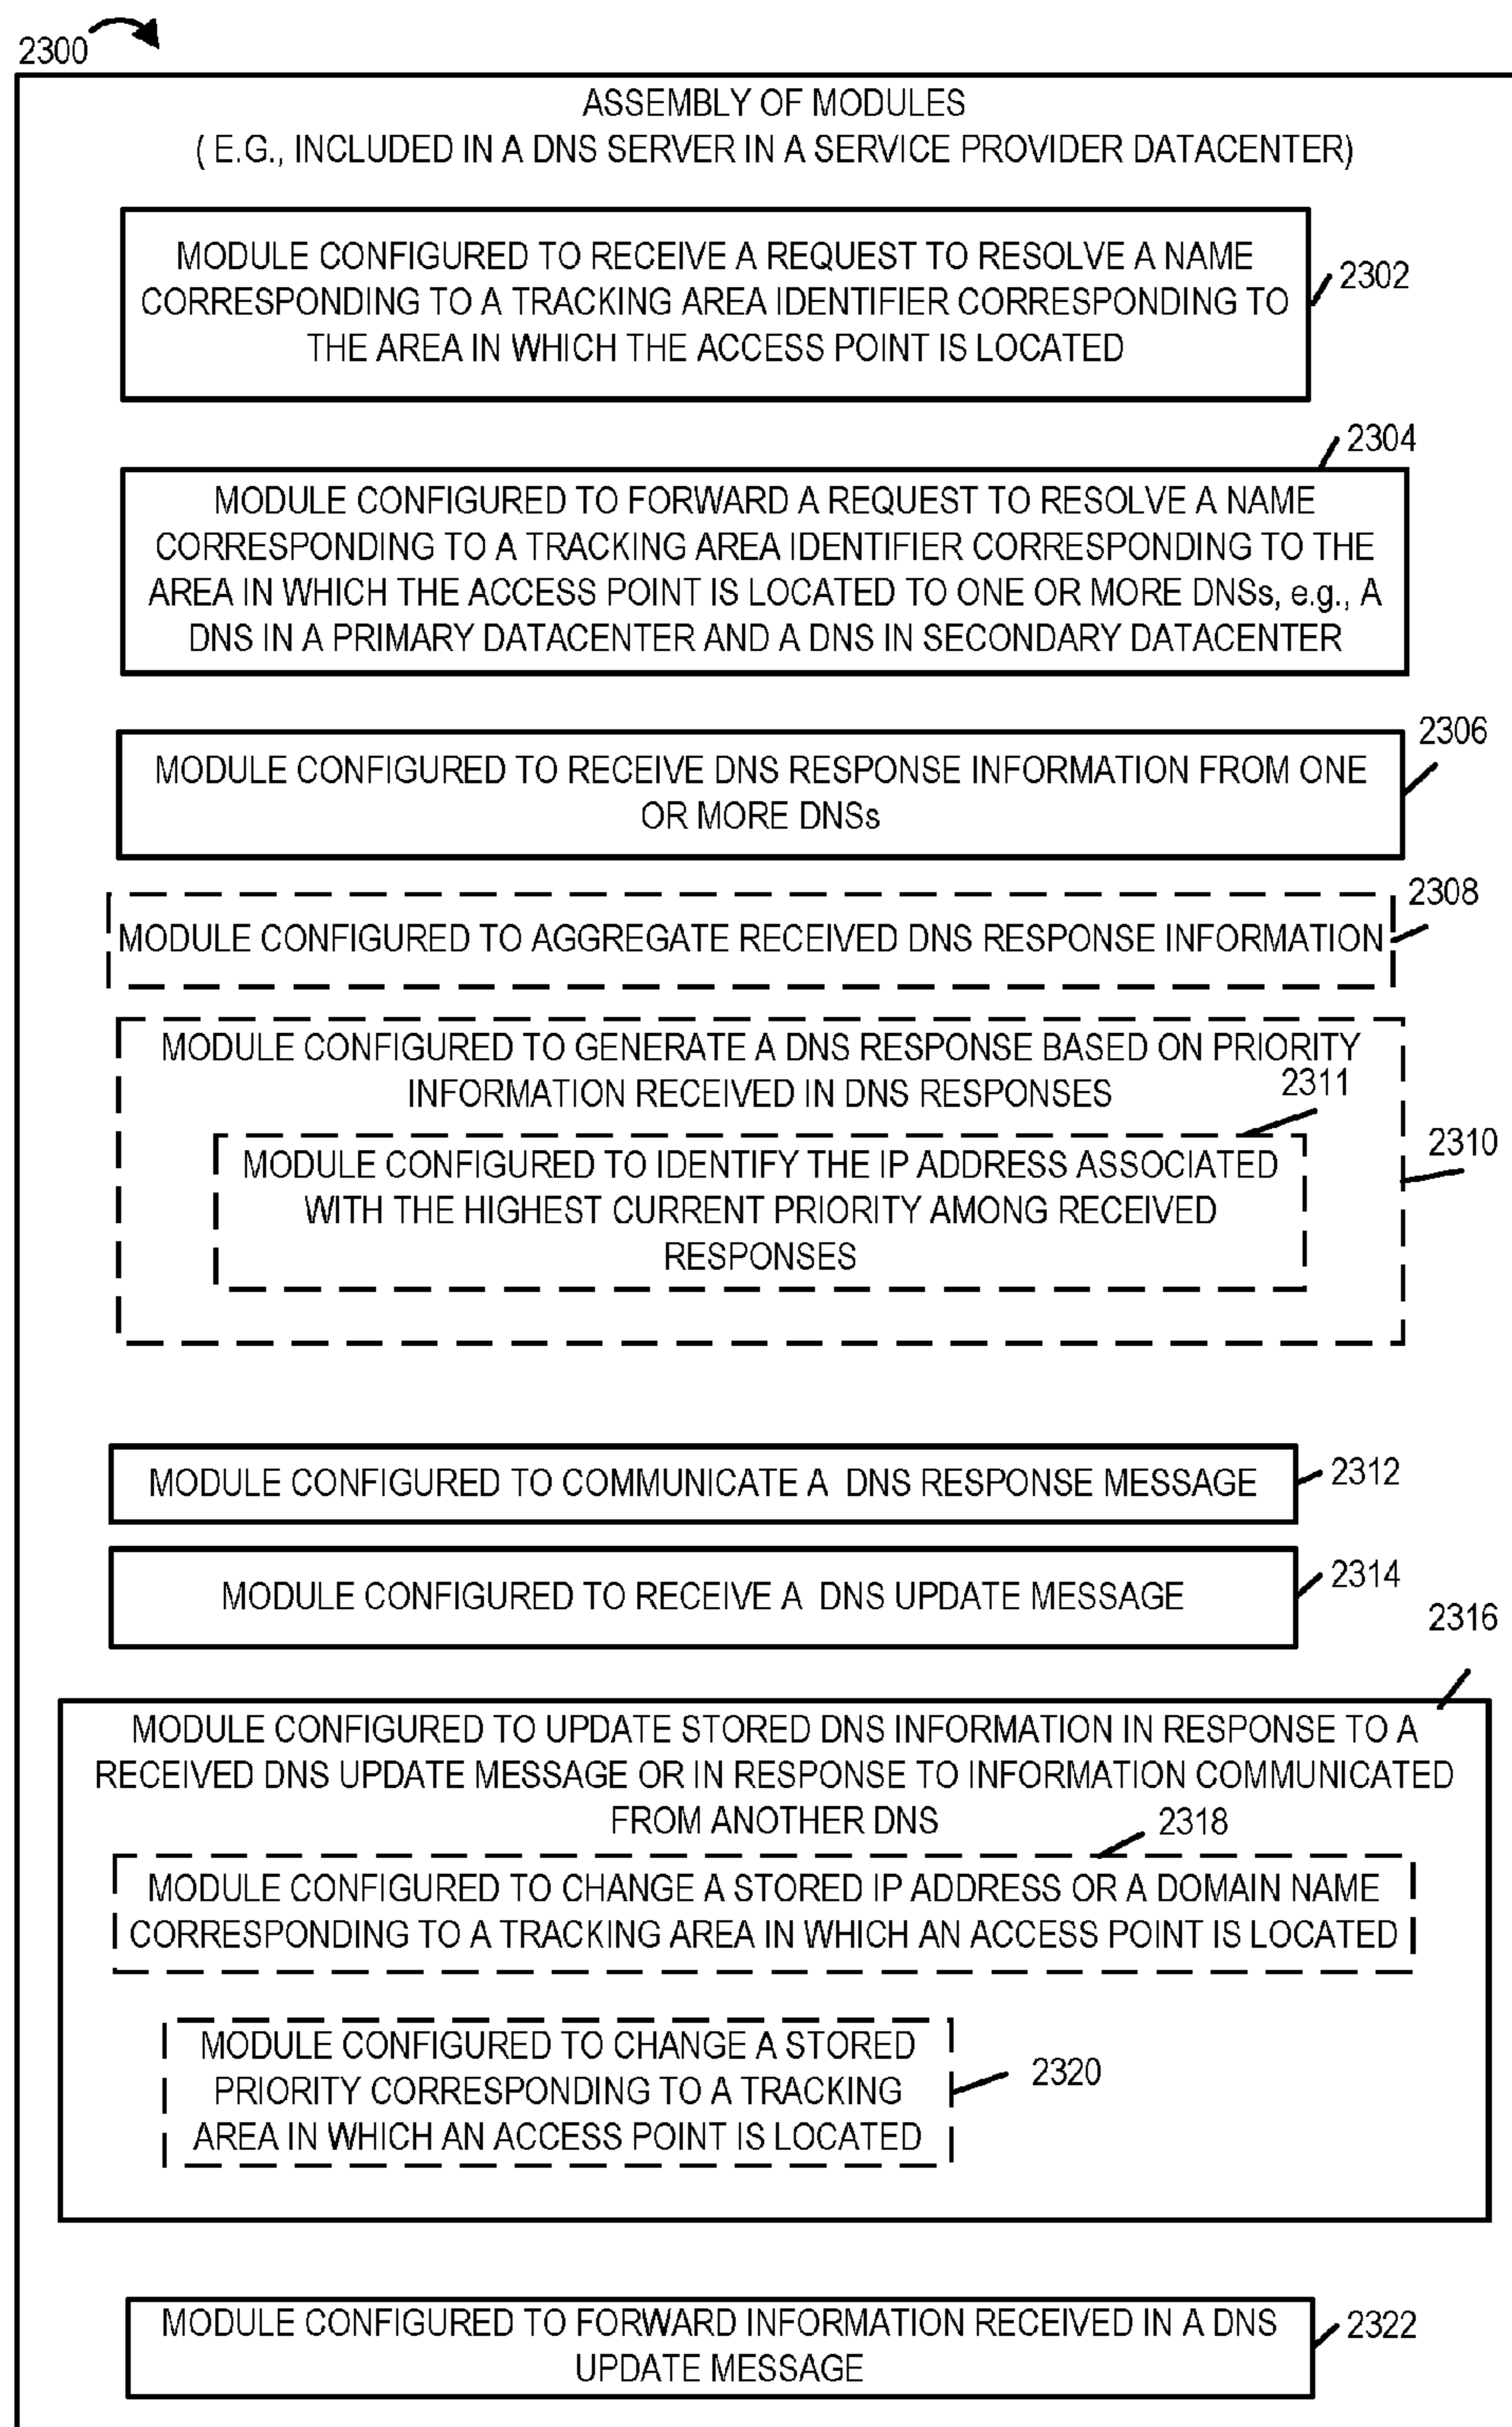 2300
ASSEMBLY OF MODULES
( E.G., INCLUDED IN A DNS SERVER IN A SERVICE PROVIDER DATACENTER)
MODULE CONFIGURED TO RECEIVE A REQUEST TO RESOLVE A NAME
CORRESPONDING TO A TRACKING AREA IDENTIFIER CORRESPONDING TO
THE AREA IN WHICH THE ACCESS POINT IS LOCATED
2302
2304
MODULE CONFIGURED TO FORWARD A REQUEST TO RESOLVE A NAME
CORRESPONDING TO A TRACKING AREA IDENTIFIER CORRESPONDING TO THE
AREA IN WHICH THE ACCESS POINT IS LOCATED TO ONE OR MORE DNSs, e.g., A
DNS IN A PRIMARY DATACENTER AND A DNS IN SECONDARY DATACENTER
2306
MODULE CONFIGURED TO RECEIVE DNS RESPONSE INFORMATION FROM ONE
OR MORE DNSs
2308
MODULE CONFIGURED TO AGGREGATE RECEIVED DNS RESPONSE INFORMATION
MODULE CONFIGURED TO GENERATE A DNS RESPONSE BASED ON PRIORITY
INFORMATION RECEIVED IN DNS RESPONSES
2311
2310
MODULE CONFIGURED TO IDENTIFY THE IP ADDRESS ASSOCIATED
WITH THE HIGHEST CURRENT PRIORITY AMONG RECEIVED
RESPONSES
MODULE CONFIGURED TO COMMUNICATE A DNS RESPONSE MESSAGE
2312
MODULE CONFIGURED TO RECEIVE A DNS UPDATE MESSAGE
2314
2316
MODULE CONFIGURED TO UPDATE STORED DNS INFORMATION IN RESPONSE TO A
RECEIVED DNS UPDATE MESSAGE OR IN RESPONSE TO INFORMATION COMMUNICATED
FROM ANOTHER DNS
2318
MODULE CONFIGURED TO CHANGE A STORED IP ADDRESS OR A DOMAIN NAME
CORRESPONDING TO A TRACKING AREA IN WHICH AN ACCESS POINT IS LOCATED
MODULE CONFIGURED TO CHANGE A STORED
PRIORITY CORRESPONDING TO A TRACKING
AREA IN WHICH AN ACCESS POINT IS LOCATED
2320
MODULE CONFIGURED TO FORWARD INFORMATION RECEIVED IN A DNS
UPDATE MESSAGE
2322